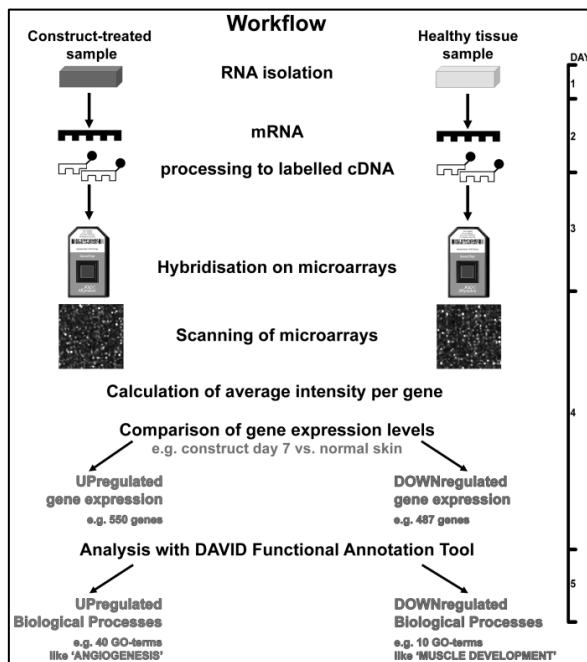 Workflow
Construct-treated
sample
Healthy tissue
sample
DAY
RNA isolation
1
mRNA
2
processing to labelled cDNA
3
Hybridisation on microarrays
Scanning of microarrays
Calculation of average intensity per gene
4
Comparison of gene expression levels
e.g. construct day 7 vs. normal skin
UPregulated
gene expression
e.g. 550 genes
DOWNregulated
gene expression
e.g. 487 genes
Analysis with DAVID Functional Annotation Tool
5
UPregulated
Biological Processes
e.g. 40 GO-terms
like ‘ANGIOGENESIS’
DOWNregulated
Biological Processes
e.g. 10 GO-terms
like ‘MUSCLE DEVELOPMENT’